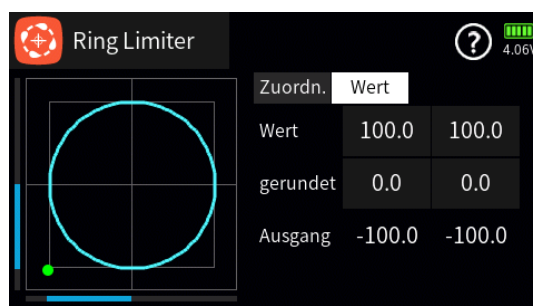 Ring Limiter
?
4.06V
Zuordn. Wert
Wert 100.0 100.0
gerundet 0.0 0.0
Ausgang -100.0 -100.0